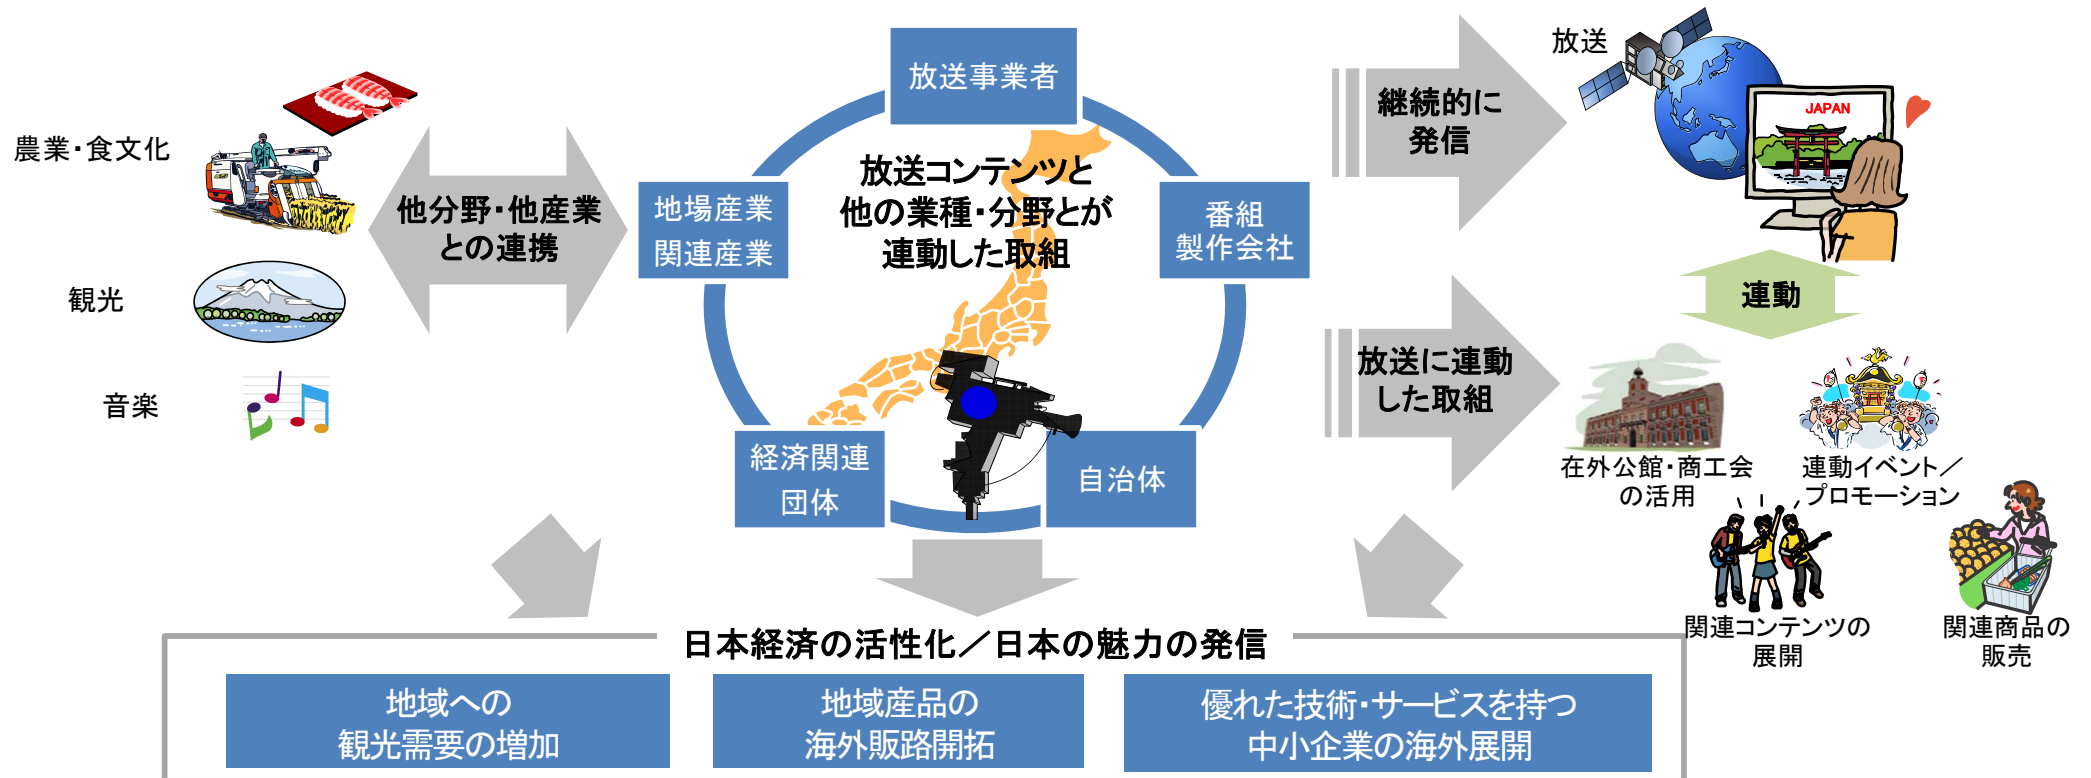 放送事業者
放送
JAPAN
継続的に
発信
農業・食文化
他分野・他産業
との連携
地場産業
関連産業
放送コンテンツと
他の業種・分野とが
連動した取組
番組
製作会社
観光
連動
音楽
放送に連動
した取組
経済関連
団体
自治体
在外公館・商工会
の活用
連動イベント／
プロモーション
関連コンテンツの
展開
関連商品の
販売
日本経済の活性化／日本の魅力の発信
地域への
観光需要の増加
地域産品の
海外販路開拓
優れた技術・サービスを持つ
中小企業の海外展開